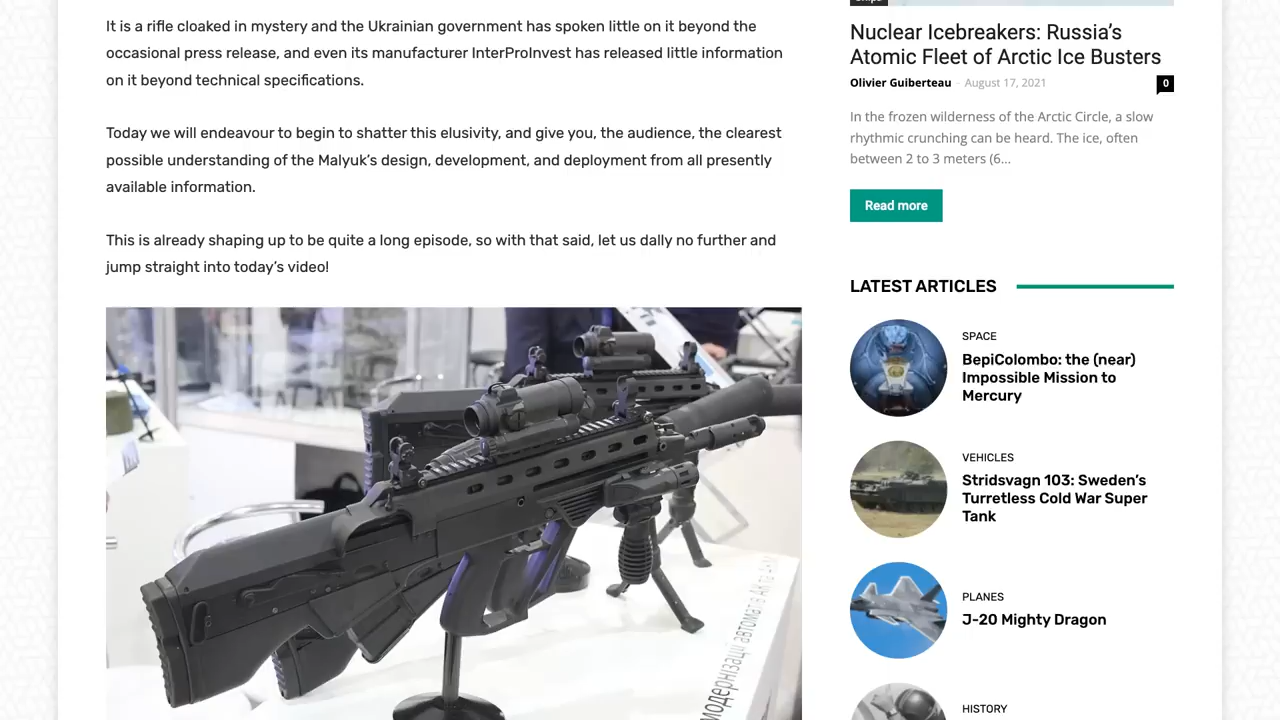 It is a rifle cloaked in mystery and the Ukrainian government has spoken little on it beyond the
occasional press release, and even its manufacturer InterProInvest has released little information
on it beyond technical specifications.
Today we will endeavour to begin to shatter this elusivity, and give you, the audience, the clearest
possible understanding of the Malyuk’s design, development, and deployment from all presently
available information.
This is already shaping up to be quite a long episode, so with that said, let us dally no further and
jump straight into today’s video!
модернізації автоматів АК та АКМ
Nuclear Icebreakers: Russia’s
Atomic Fleet of Arctic Ice Busters
Olivier Guiberteau - August 17, 2021
0
In the frozen wilderness of the Arctic Circle, a slow
rhythmic crunching can be heard. The ice, often
between 2 to 3 meters (6...
Read more
LATEST ARTICLES
SPACE
BepiColombo: the (near)
Impossible Mission to
Mercury
VEHICLES
Stridsvagn 103: Sweden’s
Turretless Cold War Super
Tank
PLANES
J-20 Mighty Dragon
HISTORY